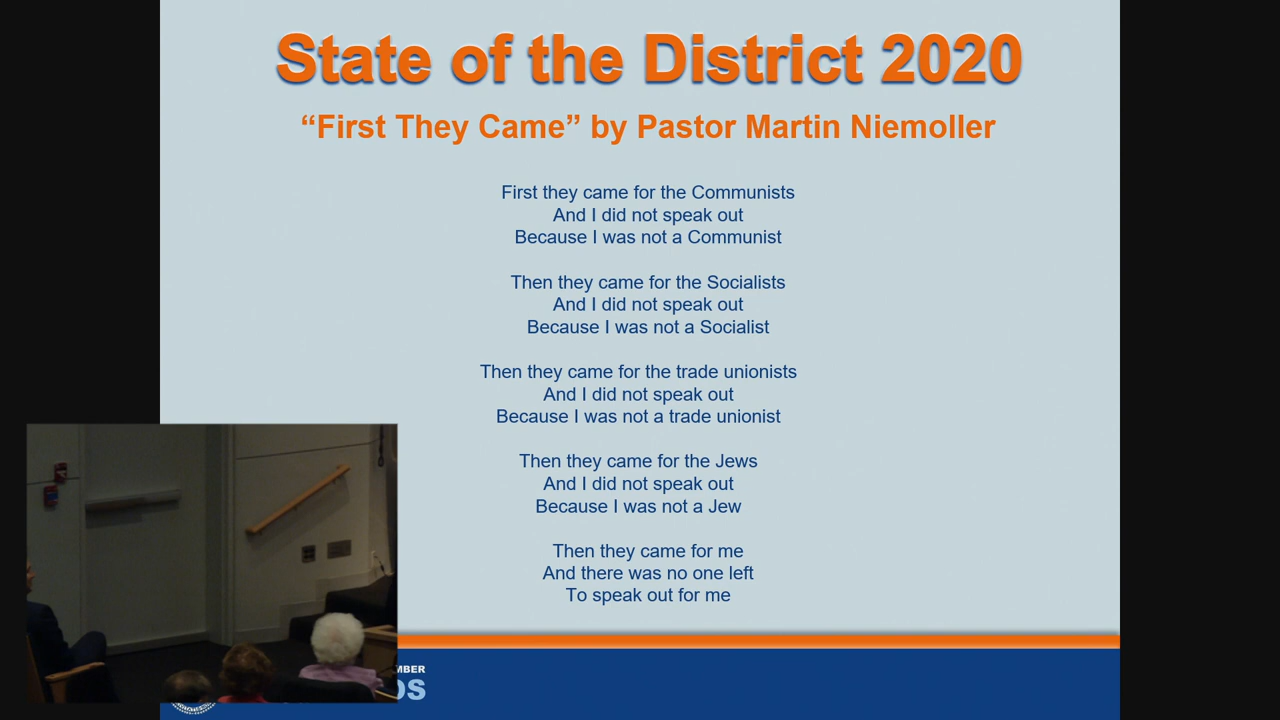 State of the District 2020
“First They Came” by Pastor Martin Niemoller
First they came for the Communists
And I did not speak out
Because I was not a Communist
Then they came for the Socialists
And I did not speak out
Because I was not a Socialist
Then they came for the trade unionists
And I did not speak out
Because I was not a trade unionist
Then they came for the Jews
And I did not speak out
Because I was not a Jew
Then they came for me
And there was no one left
To speak out for me